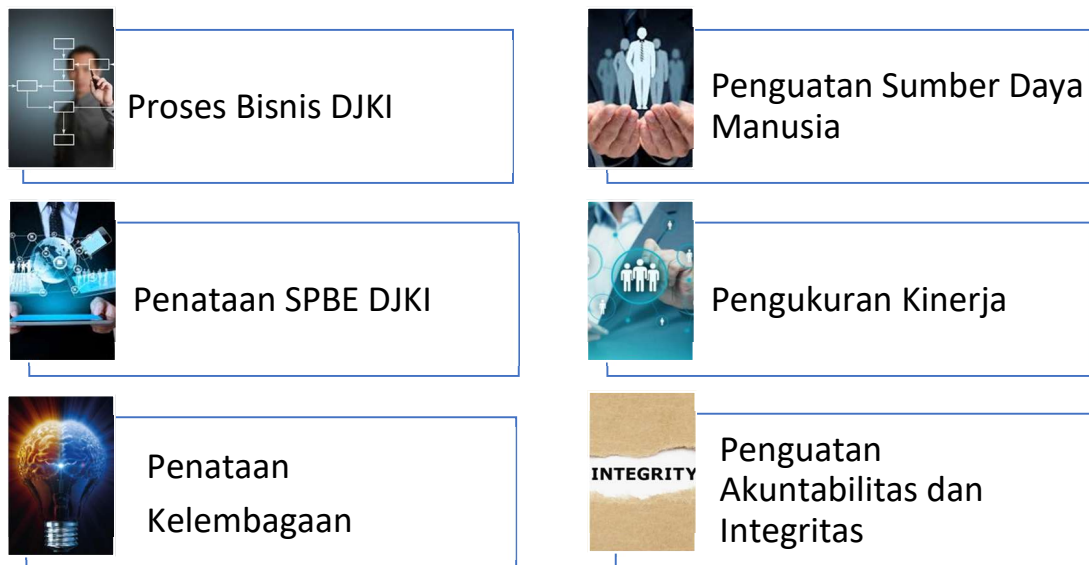 Proses Bisnis DJKI
Penguatan Sumber Daya
Manusia
Penataan SPBE DJKI
Pengukuran Kinerja
Penataan
Kelembagaan
INTEGRITY
Penguatan
Akuntabilitas dan
Integritas